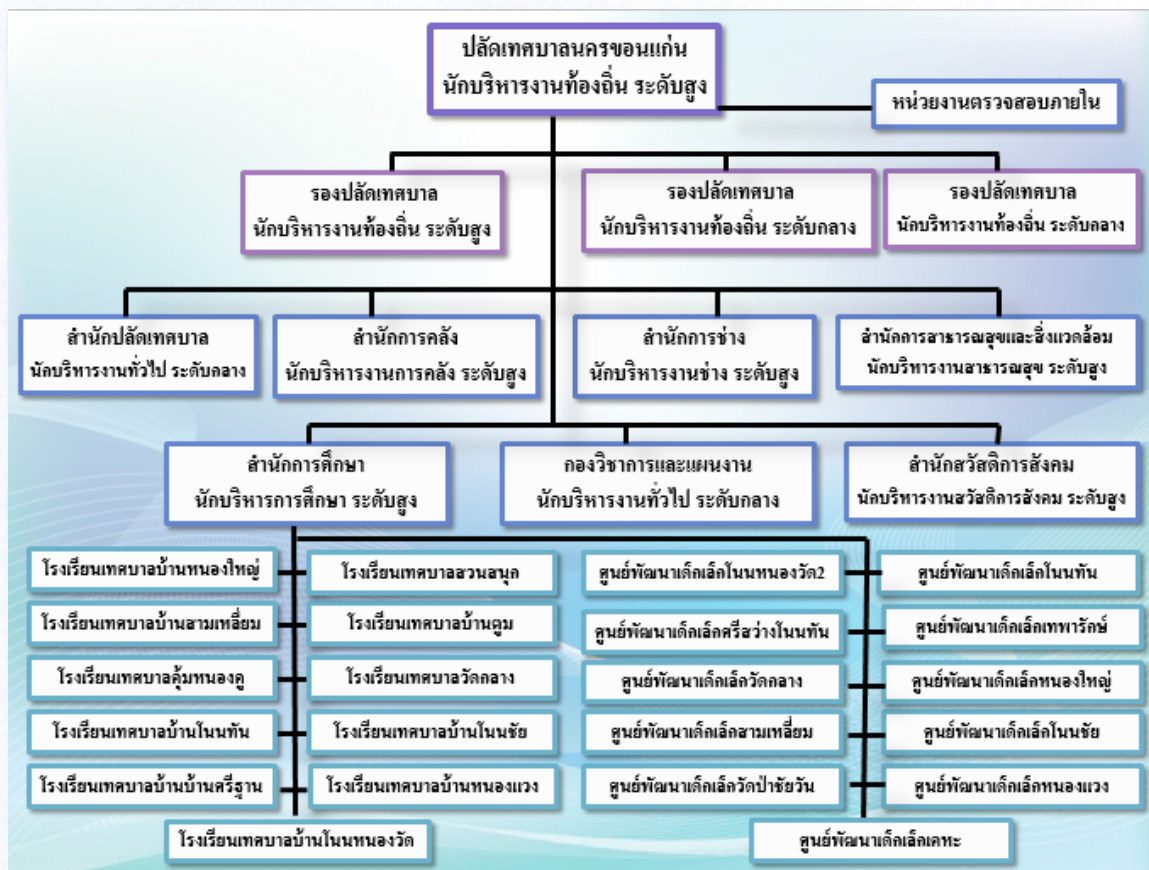 ปลัดเทศบาลนครขอนแก่น
นักบริหารงานท้องถิ่น ระดับสูง
หน่วยงานตรวจสอบภายใน
รองปลัดเทศบาล
นักบริหารงานท้องถิ่น ระดับสูง
รองปลัดเทศบาล
นักบริหารงานท้องถิ่น ระดับกลาง
รองปลัดเทศบาล
นักบริหารงานท้องถิ่น ระดับกลาง
สำนักปลัดเทศบาล
นักบริหารงานทั่วไป ระดับกลาง
สำนักการคลัง
นักบริหารงานการคลัง ระดับสูง
สำนักการช่าง
นักบริหารงานช่าง ระดับสูง
สำนักการสาธารณสุขและสิ่งแวดล้อม
นักบริหารงานสาธารณสุข ระดับสูง
สำนักการศึกษา
นักบริหารการศึกษา ระดับสูง
กองวิชาการและแผนงาน
นักบริหารงานทั่วไป ระดับกลาง
สำนักสวัสดิการสังคม
นักบริหารงานสวัสดิการสังคม ระดับสูง
โรงเรียนเทศบาลบ้านหนองใหญ่
โรงเรียนเทศบาลสวนสนุก
ศูนย์พัฒนาเด็กเล็กโนนหนองวัด2
ศูนย์พัฒนาเด็กเล็กโนนทัน
โรงเรียนเทศบาลบ้านสามเหลี่ยม
โรงเรียนเทศบาลบ้านตูม
ศูนย์พัฒนาเด็กเล็กศรีสว่างโนนทัน
ศูนย์พัฒนาเด็กเล็กเทพารักษ์
โรงเรียนเทศบาลคุ้มหนองคู
โรงเรียนเทศบาลวัดกลาง
ศูนย์พัฒนาเด็กเล็กวัดกลาง
ศูนย์พัฒนาเด็กเล็กหนองใหญ่
โรงเรียนเทศบาลบ้านโนนทัน
โรงเรียนเทศบาลบ้านโนนชัย
ศูนย์พัฒนาเด็กเล็กสามเหลี่ยม
ศูนย์พัฒนาเด็กเล็กโนนชัย
โรงเรียนเทศบาลบ้านบ้านศรีฐาน
โรงเรียนเทศบาลบ้านหนองแวง
ศูนย์พัฒนาเด็กเล็กวัดป่าชัยวัน
ศูนย์พัฒนาเด็กเล็กหนองแวง
โรงเรียนเทศบาลบ้านโนนหนองวัด
ศูนย์พัฒนาเด็กเล็กเคหะ